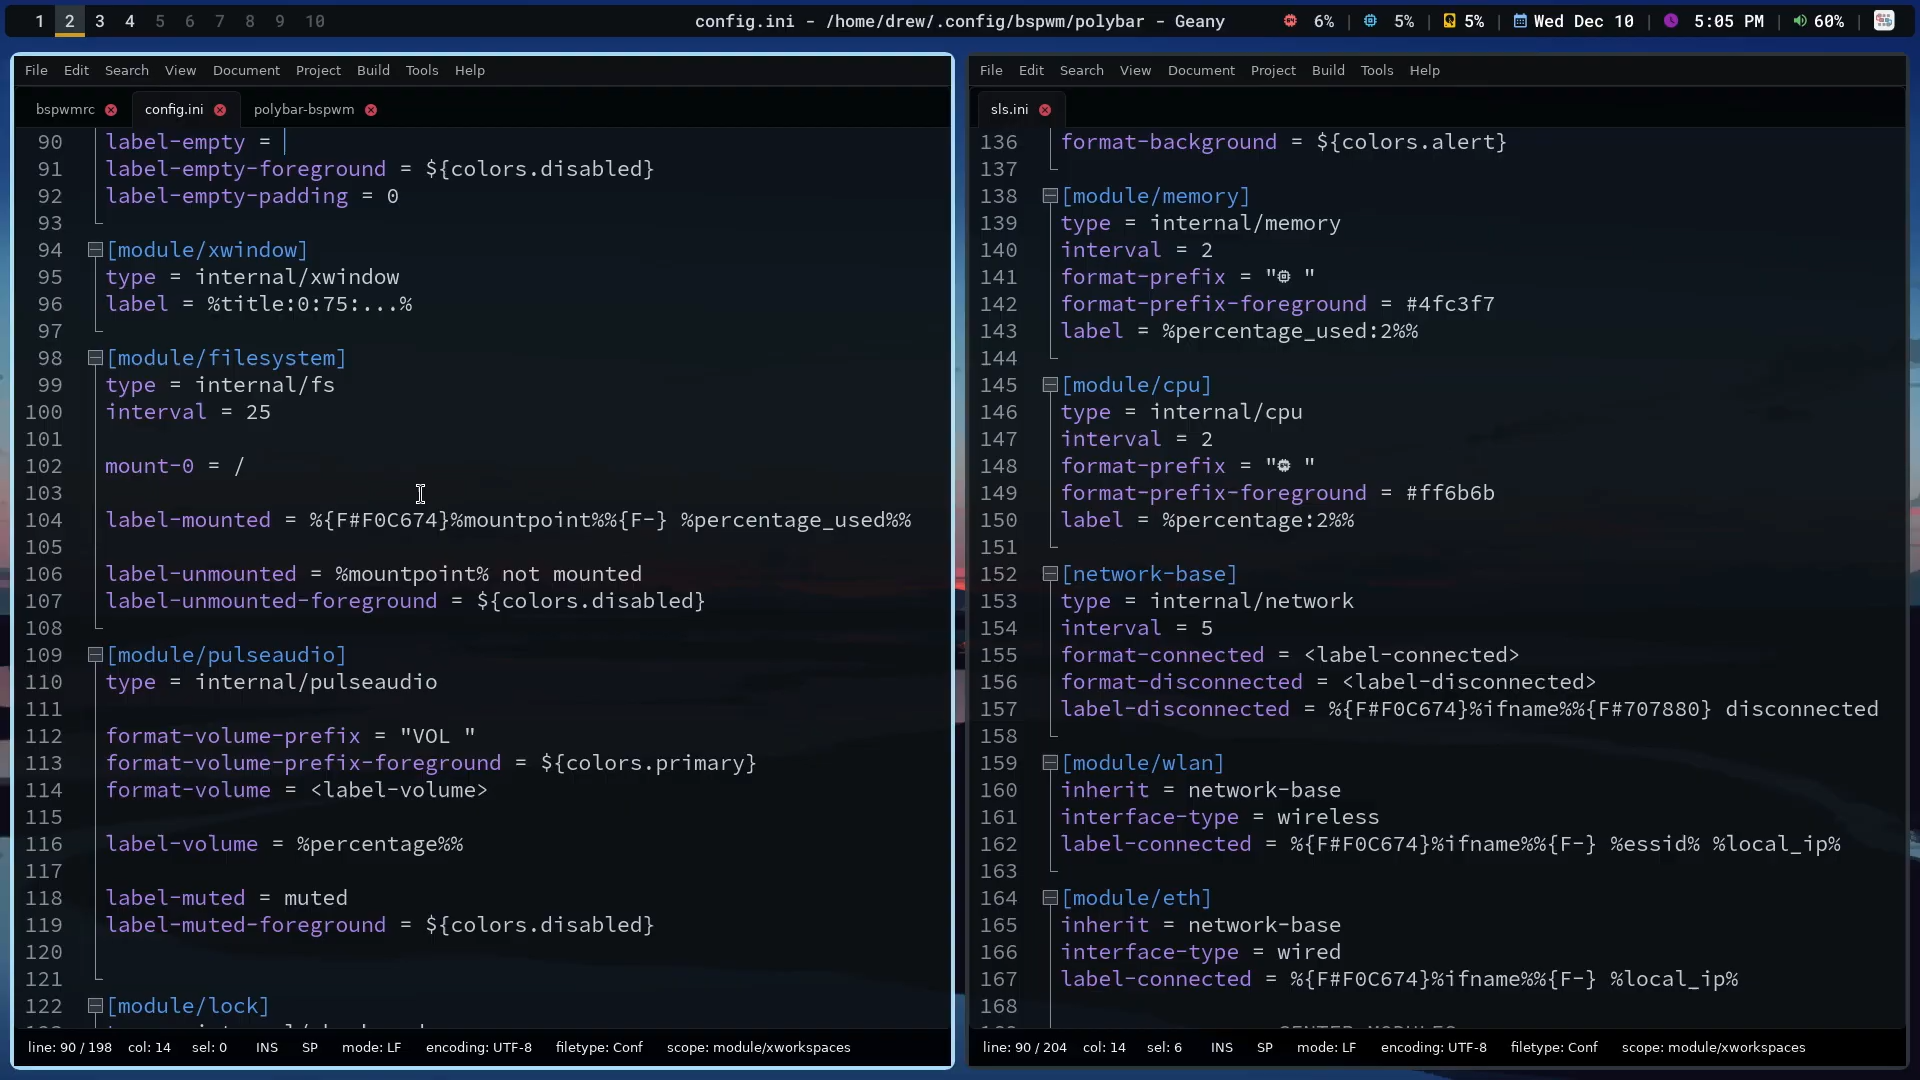 1 2 3 4 5 6 7 8 9 10
config.ini - /home/drew/.config/bspwm/polybar - Geany
6% | 5% | 5% | Wed Dec 10 | 5:05 PM | 60% |
File Edit Search View Document Project Build Tools Help
bspwmrc config.ini polybar-bspwm
90 label-empty =
91 label-empty-foreground = ${colors.disabled}
92 label-empty-padding = 0
93
94 [module/xwindow]
95 type = internal/xwindow
96 label = %title:0:75:...%
97
98 [module/filesystem]
99 type = internal/fs
100 interval = 25
101
102 mount-0 = /
103
104 label-mounted = %{F#F0C674}%mountpoint%%{F-} %percentage_used%%
105
106 label-unmounted = %mountpoint% not mounted
107 label-unmounted-foreground = ${colors.disabled}
108
109 [module/pulseaudio]
110 type = internal/pulseaudio
111
112 format-volume-prefix = "VOL "
113 format-volume-prefix-foreground = ${colors.primary}
114 format-volume = <label-volume>
115
116 label-volume = %percentage%%
117
118 label-muted = muted
119 label-muted-foreground = ${colors.disabled}
120
121
122 [module/lock]
line: 90 / 198 col: 14 sel: 0 INS SP mode: LF encoding: UTF-8 filetype: Conf scope: module/xworkspaces
File Edit Search View Document Project Build Tools Help
sls.ini
136 format-background = ${colors.alert}
137
138 [module/memory]
139 type = internal/memory
140 interval = 2
141 format-prefix = " "
142 format-prefix-foreground = #4fc3f7
143 label = %percentage_used:2%%
144
145 [module/cpu]
146 type = internal/cpu
147 interval = 2
148 format-prefix = " "
149 format-prefix-foreground = #ff6b6b
150 label = %percentage:2%%
151
152 [network-base]
153 type = internal/network
154 interval = 5
155 format-connected = <label-connected>
156 format-disconnected = <label-disconnected>
157 label-disconnected = %{F#F0C674}%ifname%%{F#707880} disconnected
158
159 [module/wlan]
160 inherit = network-base
161 interface-type = wireless
162 label-connected = %{F#F0C674}%ifname%%{F-} %essid% %local_ip%
163
164 [module/eth]
165 inherit = network-base
166 interface-type = wired
167 label-connected = %{F#F0C674}%ifname%%{F-} %local_ip%
168
line: 90 / 204 col: 14 sel: 6 INS SP mode: LF encoding: UTF-8 filetype: Conf scope: module/xworkspaces